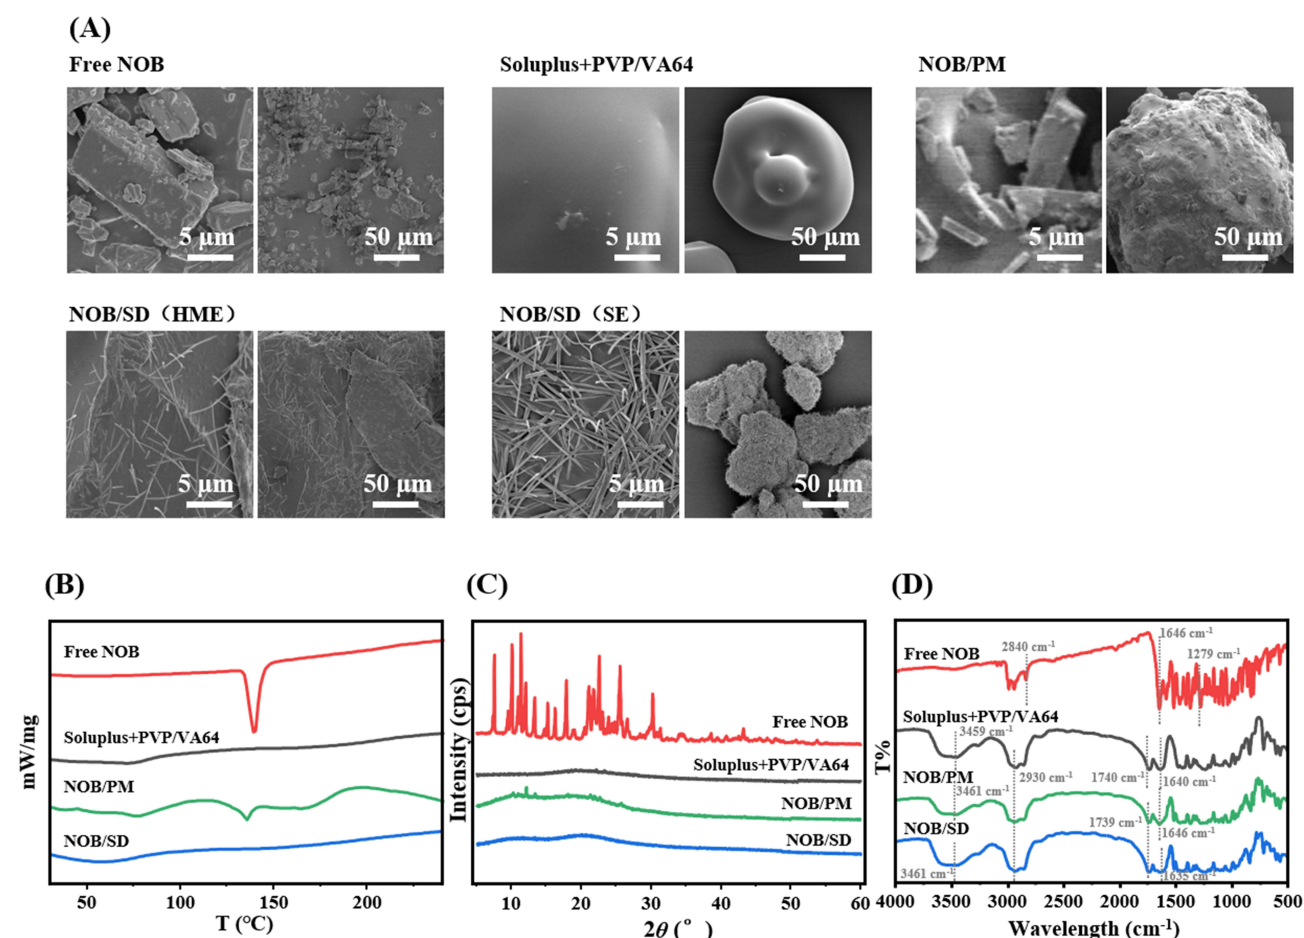 (A)
Free NOB
Soluplus+PVP/VA64
NOB/PM
5 μm
50 μm
5 μm
50 μm
5 μm
50 μm
NOB/SD（HME）
NOB/SD（SE）
5 μm
50 μm
5 μm
50 μm
(B)
mW/mg
Free NOB
Soluplus+PVP/VA64
NOB/PM
NOB/SD
50
100
150
200
T (℃)
(C)
Intensity (cps)
Free NOB
Soluplus+PVP/VA64
NOB/PM
NOB/SD
10
20
30
40
50
60
2θ (°)
(D)
T%
Free NOB
2840 cm-1
1646 cm-1
1279 cm-1
Soluplus+PVP/VA64
3459 cm-1
2930 cm-1
1740 cm-1
1640 cm-1
NOB/PM
3461 cm-1
1739 cm-1
1646 cm-1
NOB/SD
3461 cm-1
1635 cm-1
4000
3500
3000
2500
2000
1500
1000
500
Wavelength (cm-1)